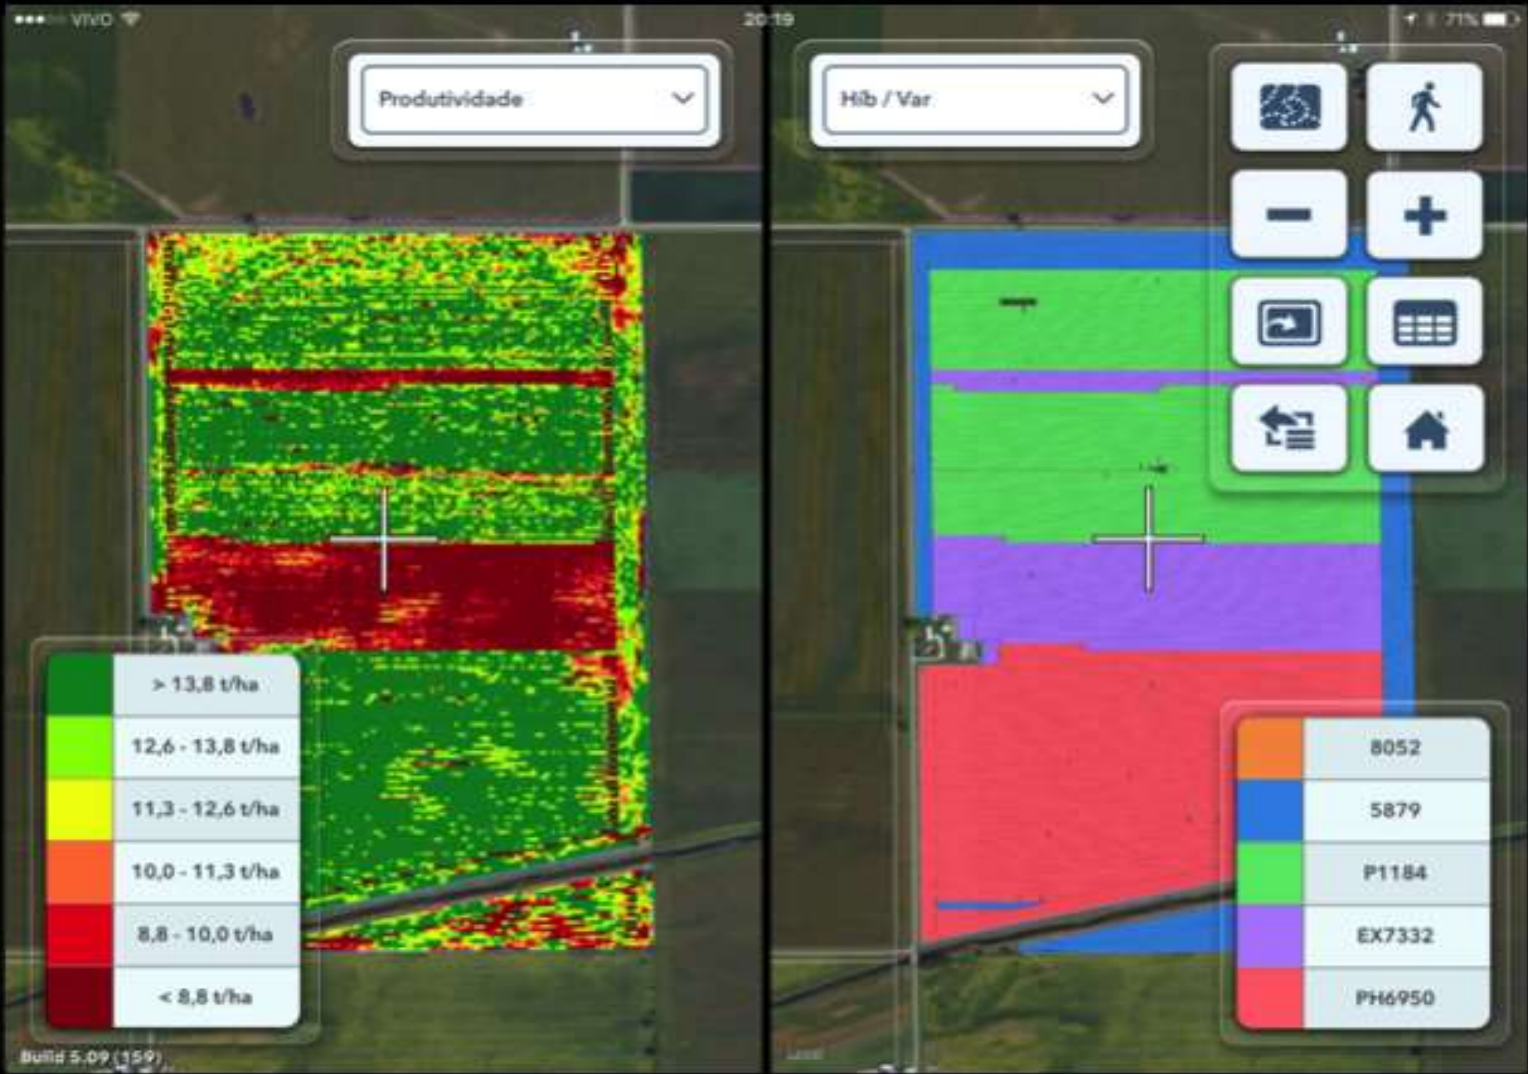 VIVO
20:19
71%
Produtividade
Hib / Var
> 13,8 t/ha
12,6 - 13,8 t/ha
11,3 - 12,6 t/ha
10,0 - 11,3 t/ha
8,8 - 10,0 t/ha
< 8,8 t/ha
8052
5879
P1184
EX7332
PH6950
Build 5.09 (159)